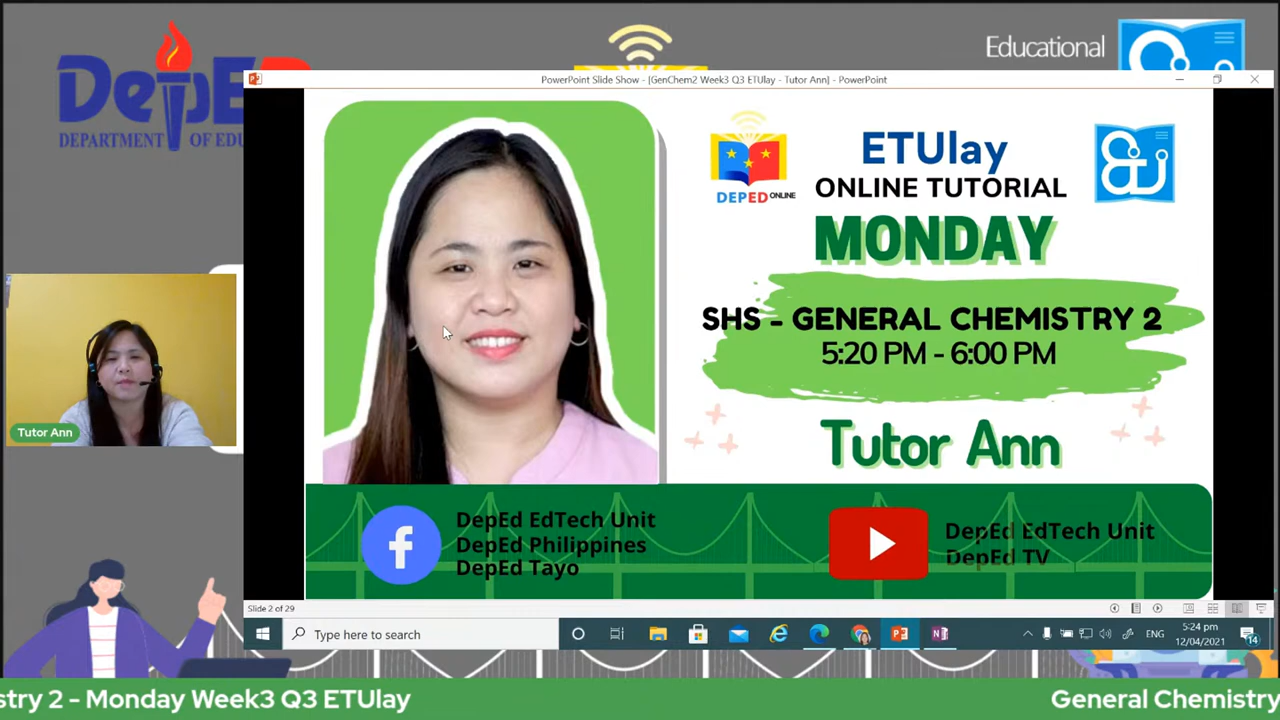 DepED
DEPARTMENT OF EDU
Educational
PowerPoint Slide Show - [GenChem2 Week3 Q3 ETUlay - Tutor Ann] - PowerPoint
DEPED ONLINE
ETUlay
ONLINE TUTORIAL
MONDAY
SHS - GENERAL CHEMISTRY 2
5:20 PM - 6:00 PM
Tutor Ann
Tutor Ann
DepEd EdTech Unit
DepEd Philippines
DepEd Tayo
DepEd EdTech Unit
DepEd TV
Slide 2 of 29
Type here to search
ENG
5:24 pm
12/04/2021
14
stry 2 - Monday Week3 Q3 ETUlay
General Chemistry